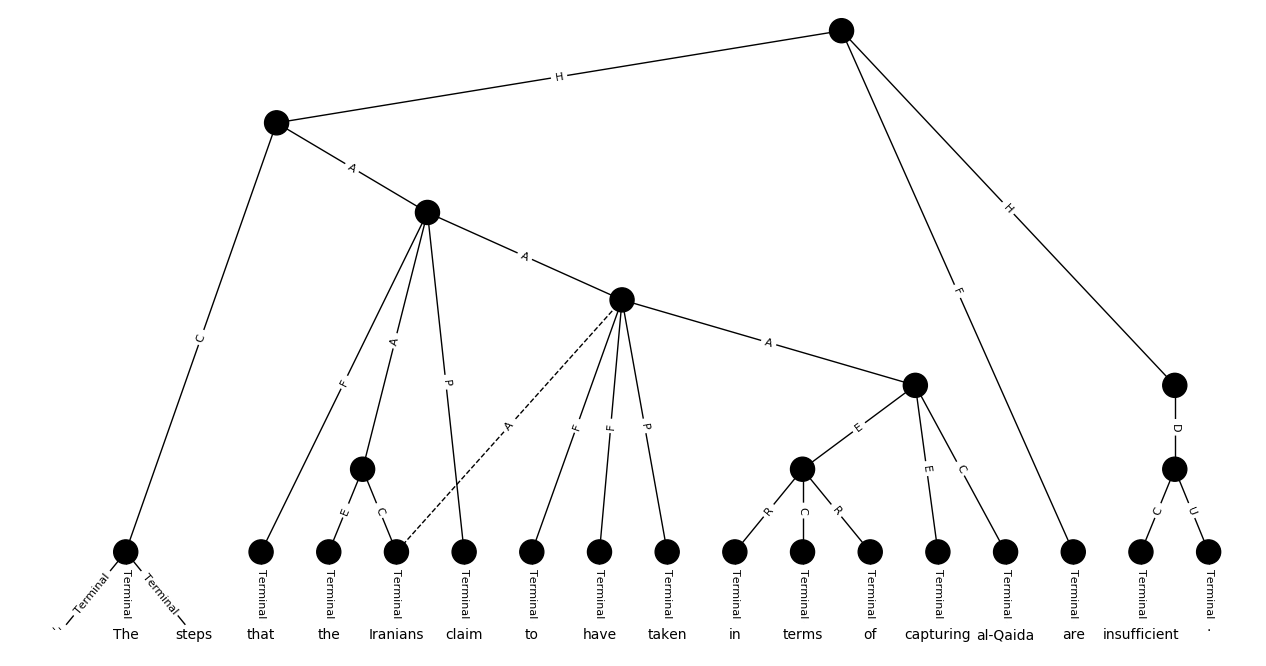 H
A
H
A
F
C
A
A
F
P
A
F
F
P
E
E
C
D
E
C
R
C
R
C
U
Terminal Terminal Terminal Terminal Terminal Terminal Terminal Terminal Terminal Terminal Terminal Terminal Terminal Terminal Terminal Terminal Terminal Terminal
The steps that the Iranians claim to have taken in terms of capturing al-Qaida are insufficient .